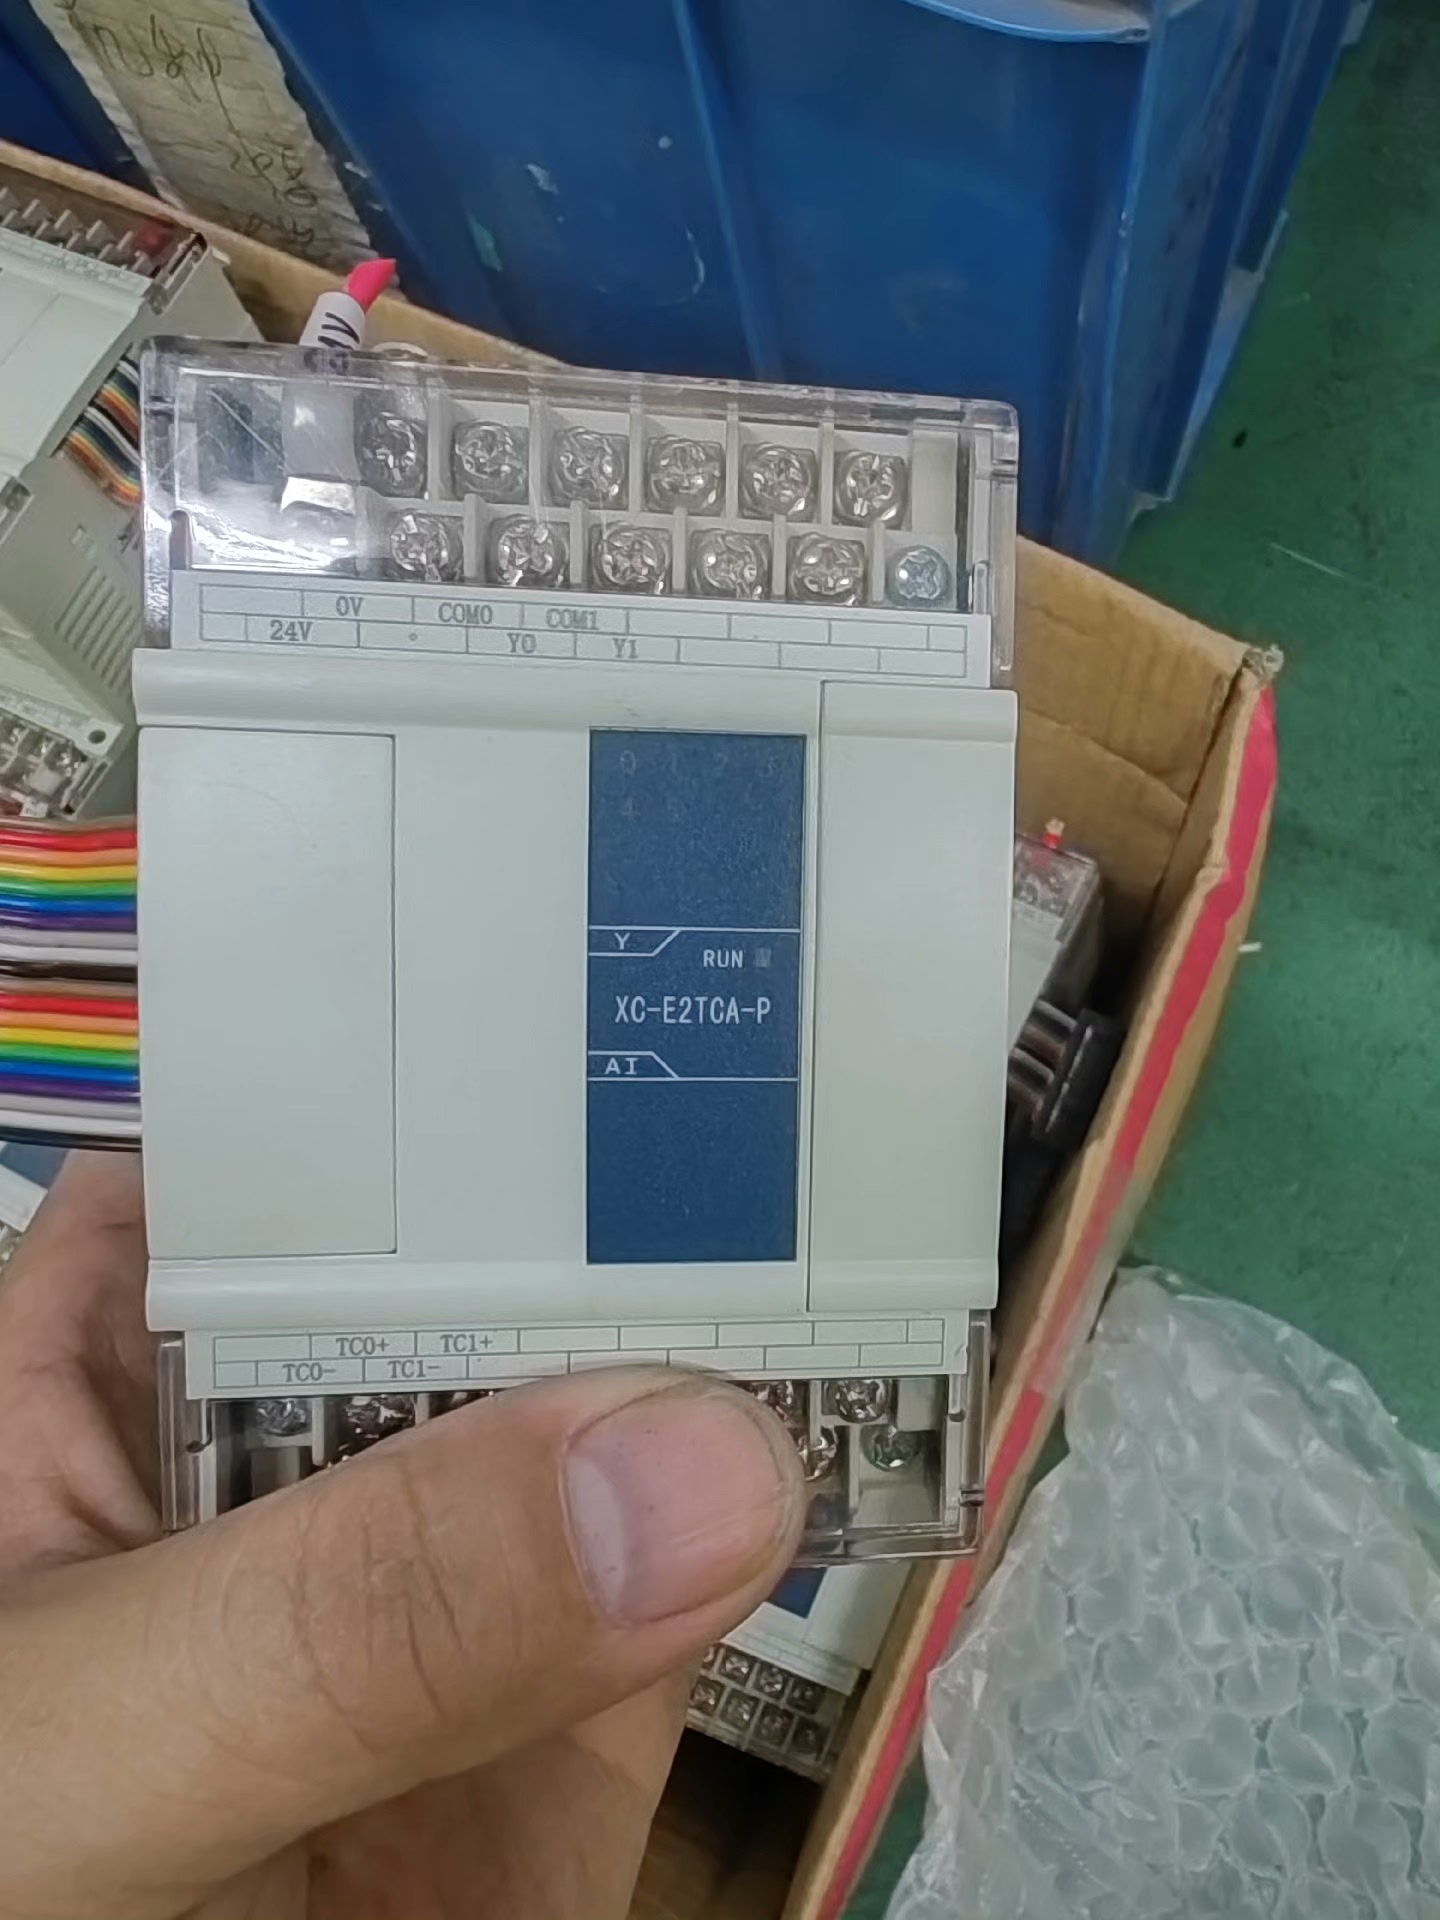 0V COM0 COM1
24V Y0 Y1
0 1 2 3
4
Y
RUN
XC-E2TCA-P
AI
TC0+ TC1+
TC0- TC1-